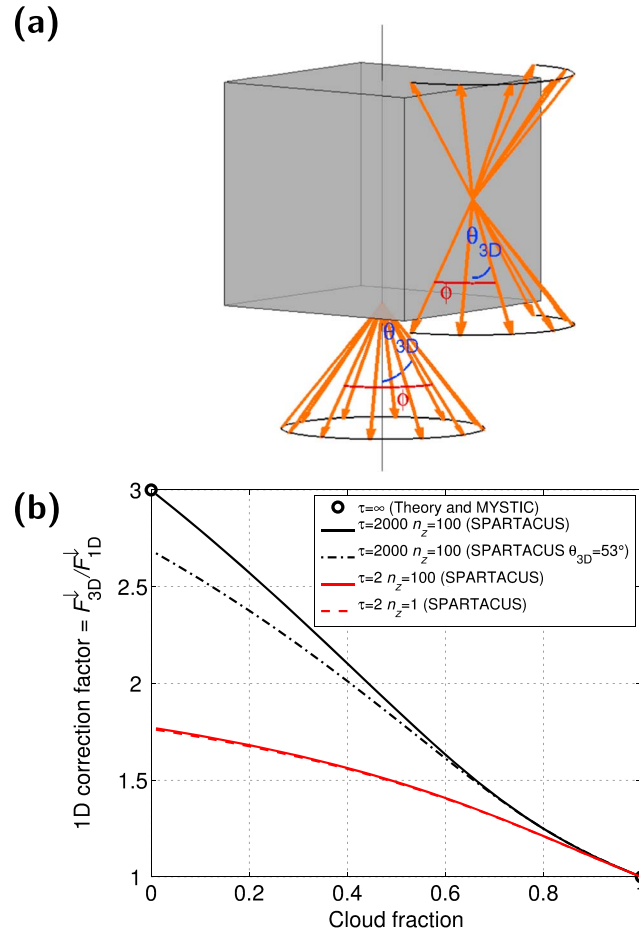 (a)
θ3D
ϕ
θ3D
ϕ
(b)
1D correction factor = F↓3D/F↓1D
3
2.5
2
1.5
1
τ=∞ (Theory and MYSTIC)
τ=2000 nz=100 (SPARTACUS)
τ=2000 nz=100 (SPARTACUS θ3D=53°)
τ=2 nz=100 (SPARTACUS)
τ=2 nz=1 (SPARTACUS)
0 0.2 0.4 0.6 0.8 1
Cloud fraction